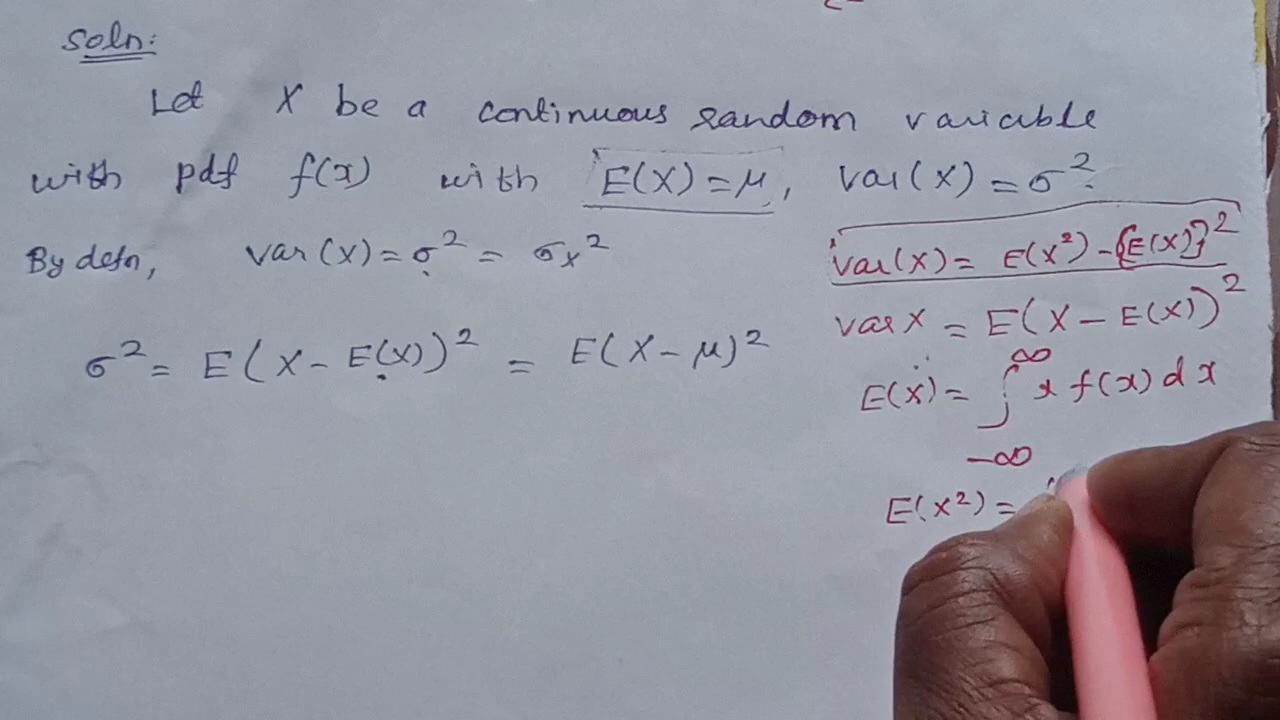 Soln:
Let X be a continuous random variable
with pdf f(x) with E(X) = μ, Var(X) = σ².
By defn, Var(X) = σ² = σx²
σ² = E(X - E(X))² = E(X - μ)²
Var(X) = E(X²) - {E(X)}²
Var X = E(X - E(X))²
E(X) = ∫ ∞ -∞ x f(x) dx
E(X²) =